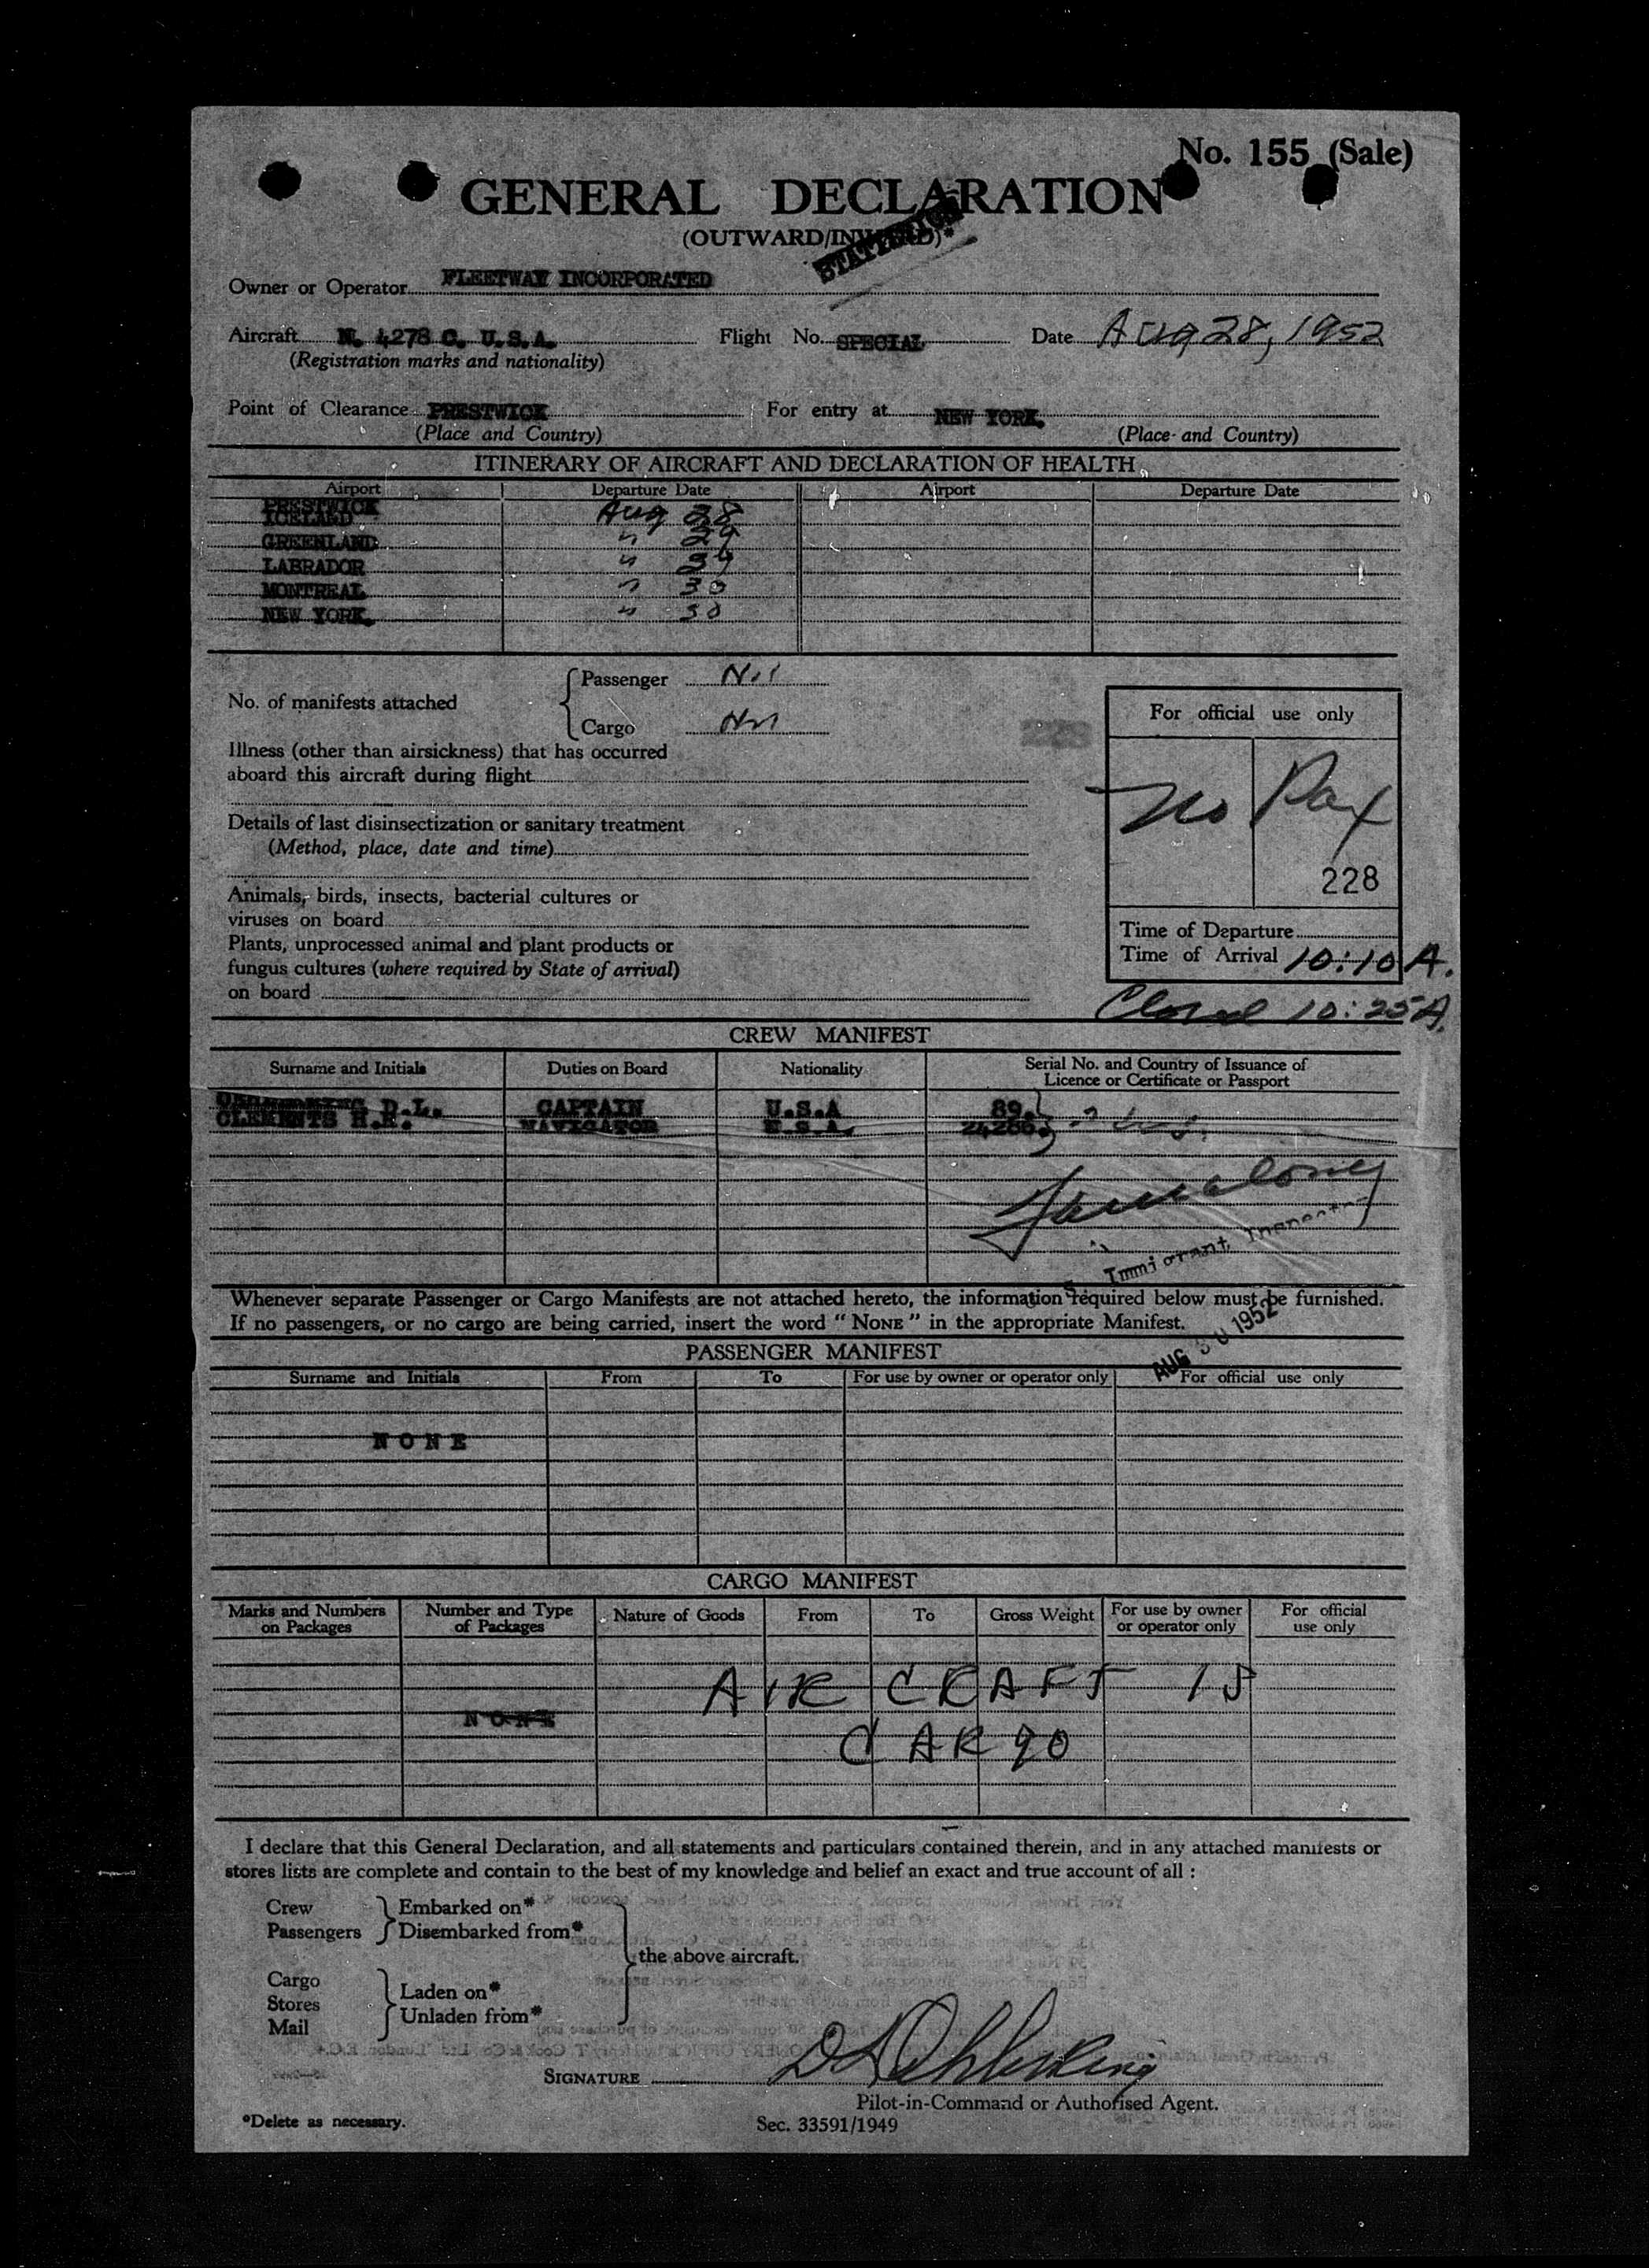 No. 155 (Sale)
GENERAL DECLARATION
(OUTWARD/INWARD)*
Owner or Operator FLEETWAY INCORPORATED
Aircraft N. 4278 C. U.S.A. Flight No. SPECIAL Date Aug 28, 1952
(Registration marks and nationality)
Point of Clearance PRESTWICK For entry at NEW YORK.
(Place and Country) (Place and Country)
ITINERARY OF AIRCRAFT AND DECLARATION OF HEALTH
Airport Departure Date Airport Departure Date
PRESTWICK Aug 28
ICELAND
GREENLAND " 29
LABRADOR " 29
MONTREAL " 30
NEW YORK. " 30
No. of manifests attached
Passenger Nil
Cargo Nil
For official use only
Illness (other than airsickness) that has occurred
aboard this aircraft during flight
no Pax
Details of last disinsectization or sanitary treatment
(Method, place, date and time)
228
Animals, birds, insects, bacterial cultures or
viruses on board
Time of Departure
Plants, unprocessed animal and plant products or
fungus cultures (where required by State of arrival)
on board
Time of Arrival 10:10 A.
Closed 10:25 A.
CREW MANIFEST
Surname and Initials Duties on Board Nationality Serial No. and Country of Issuance of
Licence or Certificate or Passport
D.L. CAPTAIN U.S.A 89.
CLEMENTS H.R. NAVIGATOR U.S.A.
Immigrant Inspector
Whenever separate Passenger or Cargo Manifests are not attached hereto, the information required below must be furnished.
If no passengers, or no cargo are being carried, insert the word " NONE " in the appropriate Manifest.
AUG 30 1952
PASSENGER MANIFEST
Surname and Initials From To For use by owner or operator only For official use only
NONE
CARGO MANIFEST
Marks and Numbers on Packages Number and Type of Packages Nature of Goods From To Gross Weight For use by owner or operator only For official use only
AIR CRAFT IS
NONE
CARGO
I declare that this General Declaration, and all statements and particulars contained therein, and in any attached manifests or
stores lists are complete and contain to the best of my knowledge and belief an exact and true account of all :
Crew Embarked on*
Passengers Disembarked from*
the above aircraft.
Cargo
Stores Laden on*
Mail Unladen from*
SIGNATURE D L Ohlerking
Pilot-in-Command or Authorised Agent.
*Delete as necessary.
Sec. 33591/1949